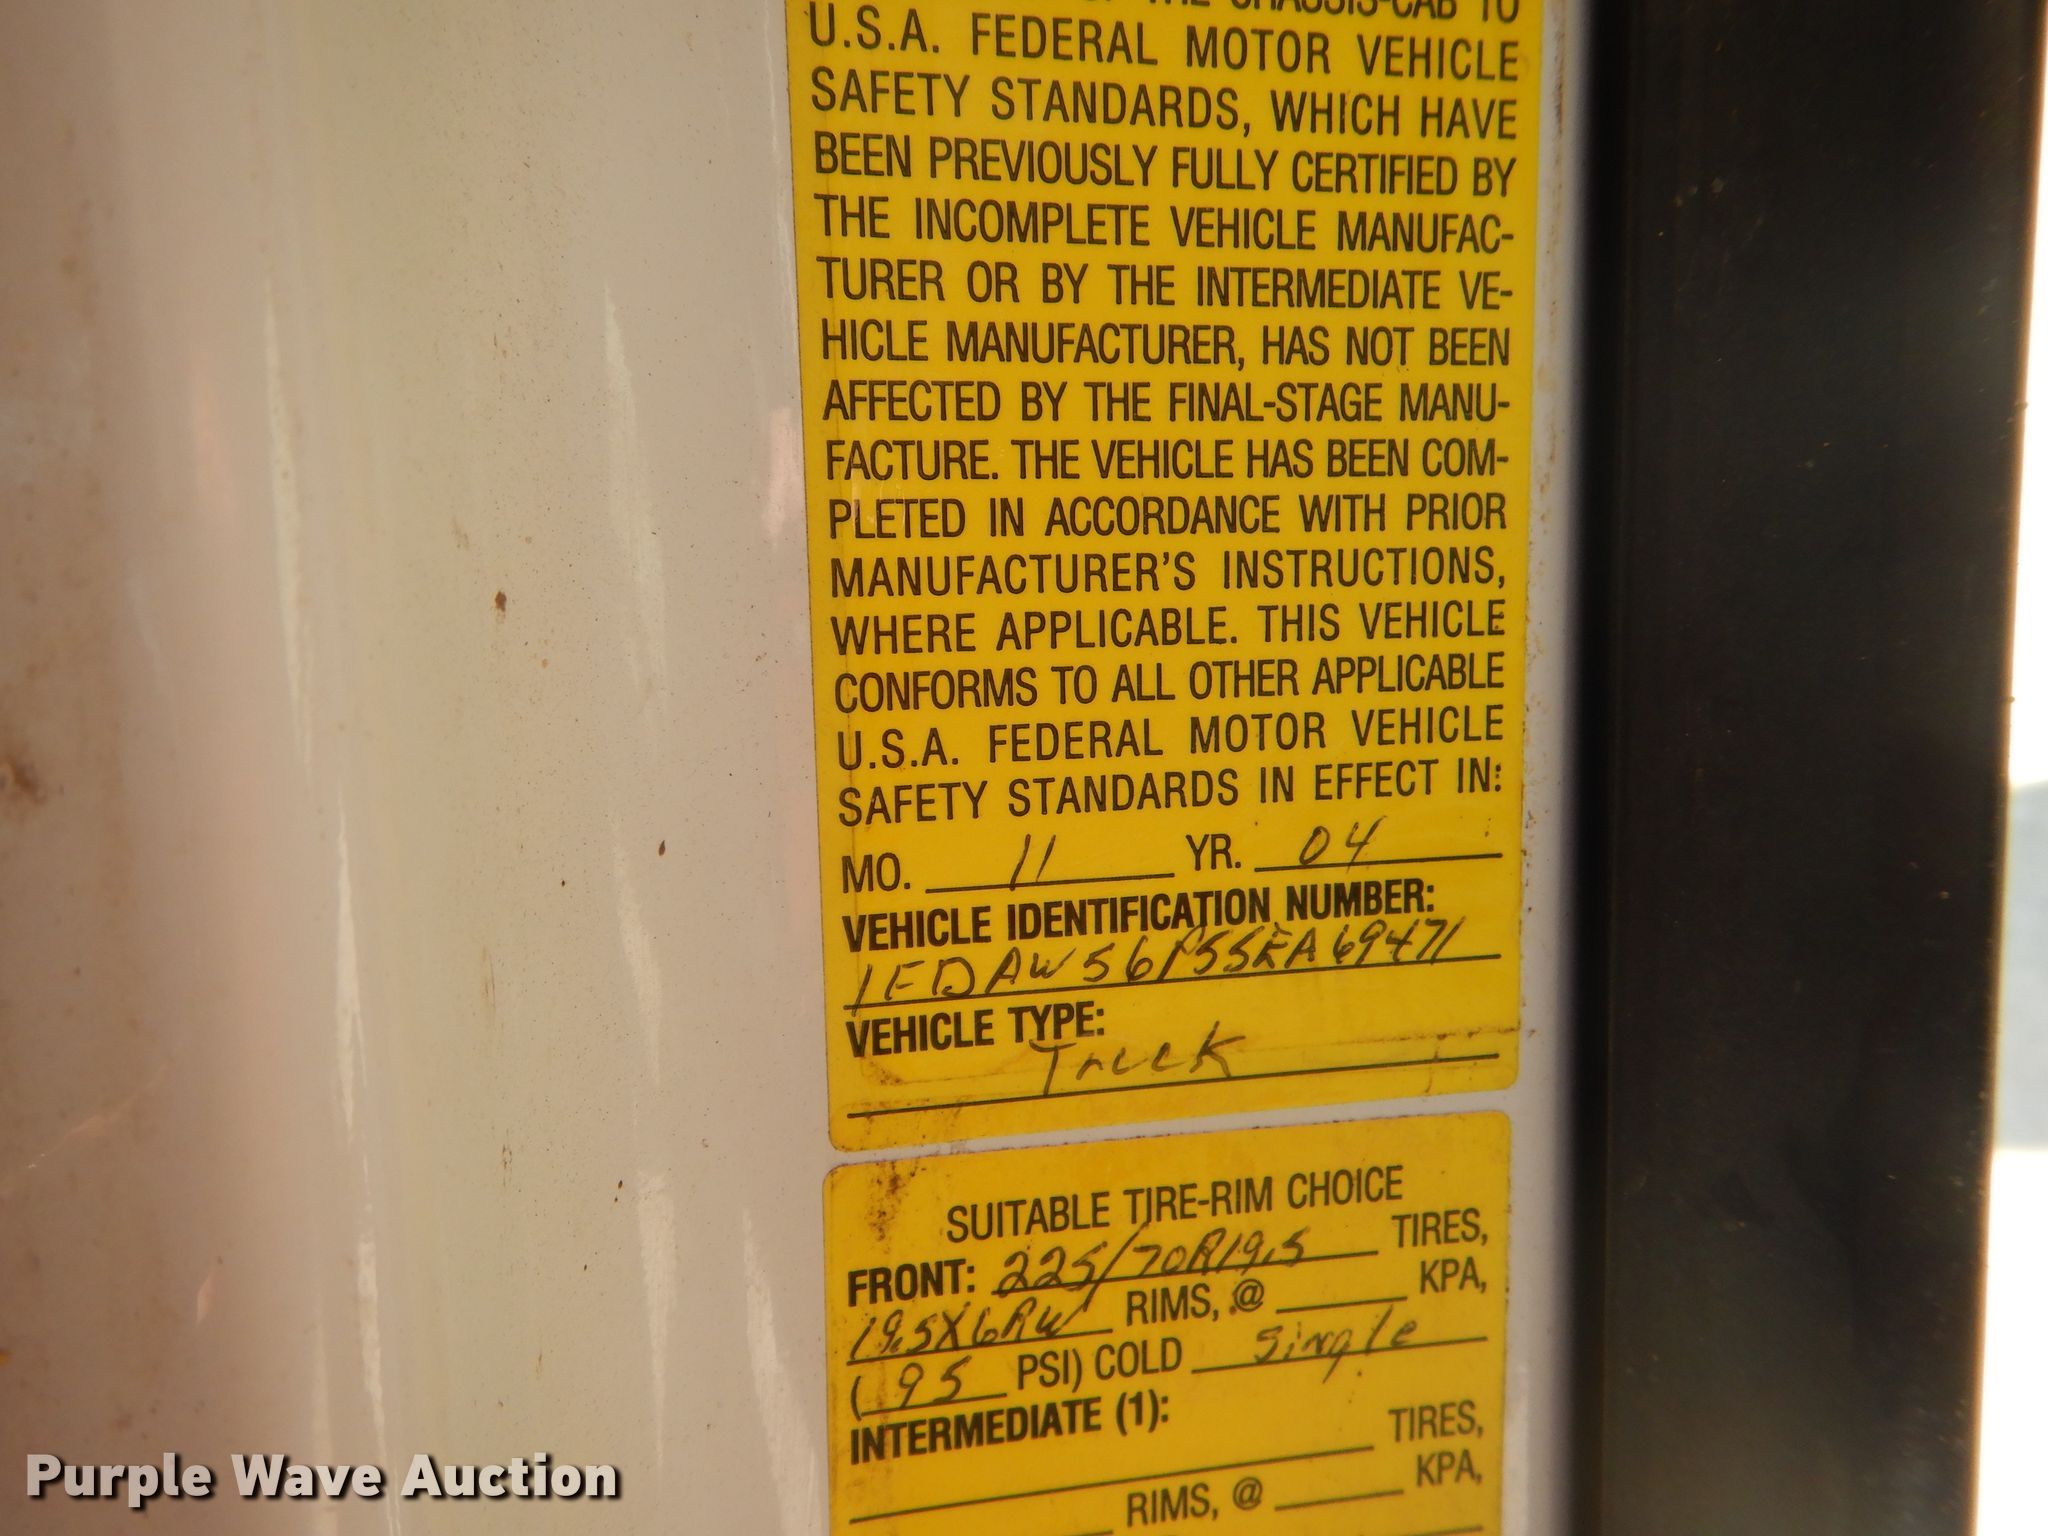 OF THE CHASSIS-CAB TO
U.S.A. FEDERAL MOTOR VEHICLE
SAFETY STANDARDS, WHICH HAVE
BEEN PREVIOUSLY FULLY CERTIFIED BY
THE INCOMPLETE VEHICLE MANUFAC-
TURER OR BY THE INTERMEDIATE VE-
HICLE MANUFACTURER, HAS NOT BEEN
AFFECTED BY THE FINAL-STAGE MANU-
FACTURE. THE VEHICLE HAS BEEN COM-
PLETED IN ACCORDANCE WITH PRIOR
MANUFACTURER'S INSTRUCTIONS,
WHERE APPLICABLE. THIS VEHICLE
CONFORMS TO ALL OTHER APPLICABLE
U.S.A. FEDERAL MOTOR VEHICLE
SAFETY STANDARDS IN EFFECT IN:
MO. 11 YR. 04
VEHICLE IDENTIFICATION NUMBER:
1FDAW56P55EA69471
VEHICLE TYPE:
Truck
SUITABLE TIRE-RIM CHOICE
FRONT: 225/70R19.5 TIRES,
19.5X6RW RIMS, @ KPA,
(95 PSI) COLD Single
INTERMEDIATE (1):
TIRES,
RIMS, @ KPA,
Purple Wave Auction